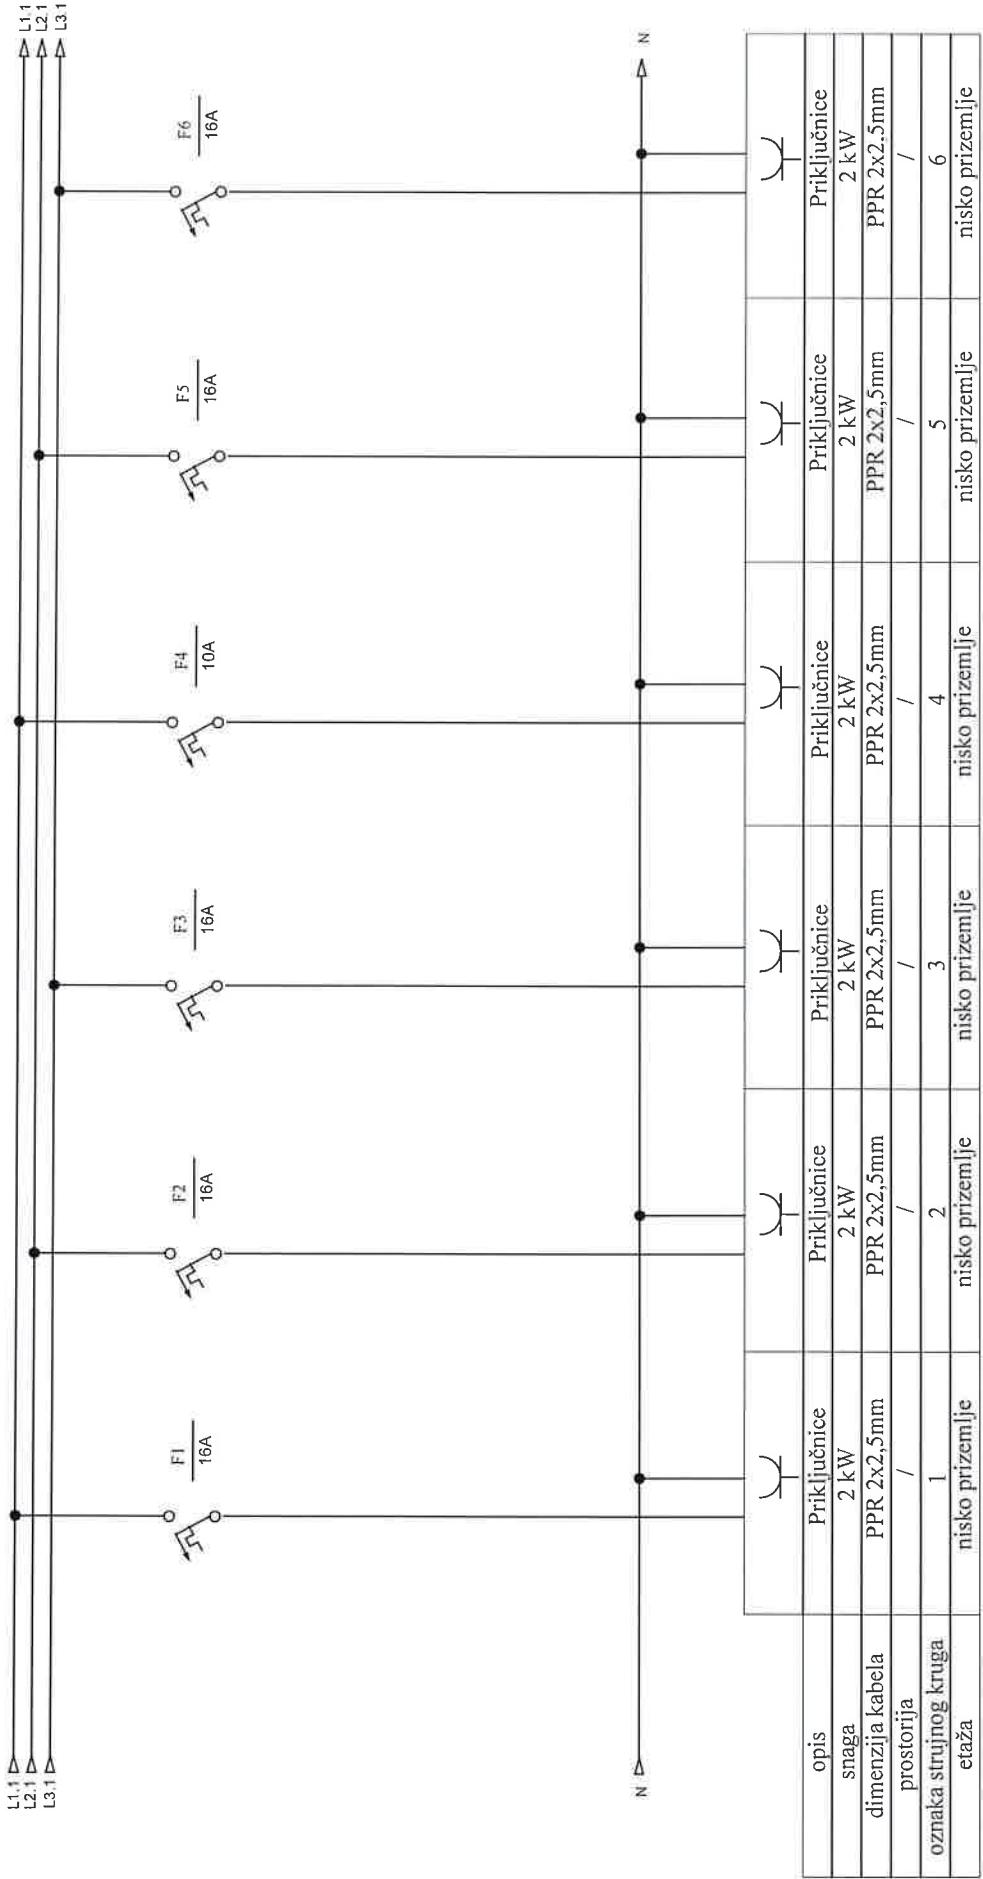 L1.1
L2.1
L3.1
L1.1
L2.1
L3.1
F1
16A
F2
16A
F3
16A
F4
10A
F5
16A
F6
16A
N
N
opis Priključnice Priključnice Priključnice Priključnice Priključnice Priključnice
snaga 2 kW 2 kW 2 kW 2 kW 2 kW 2 kW
dimenzija kabela PPR 2x2,5mm PPR 2x2,5mm PPR 2x2,5mm PPR 2x2,5mm PPR 2x2,5mm PPR 2x2.5mm
prostorija / / / / / /
oznaka strujnog kruga 1 2 3 4 5 6
etaža nisko prizemlje nisko prizemlje nisko prizemlje nisko prizemlje nisko prizemlje nisko prizemlje